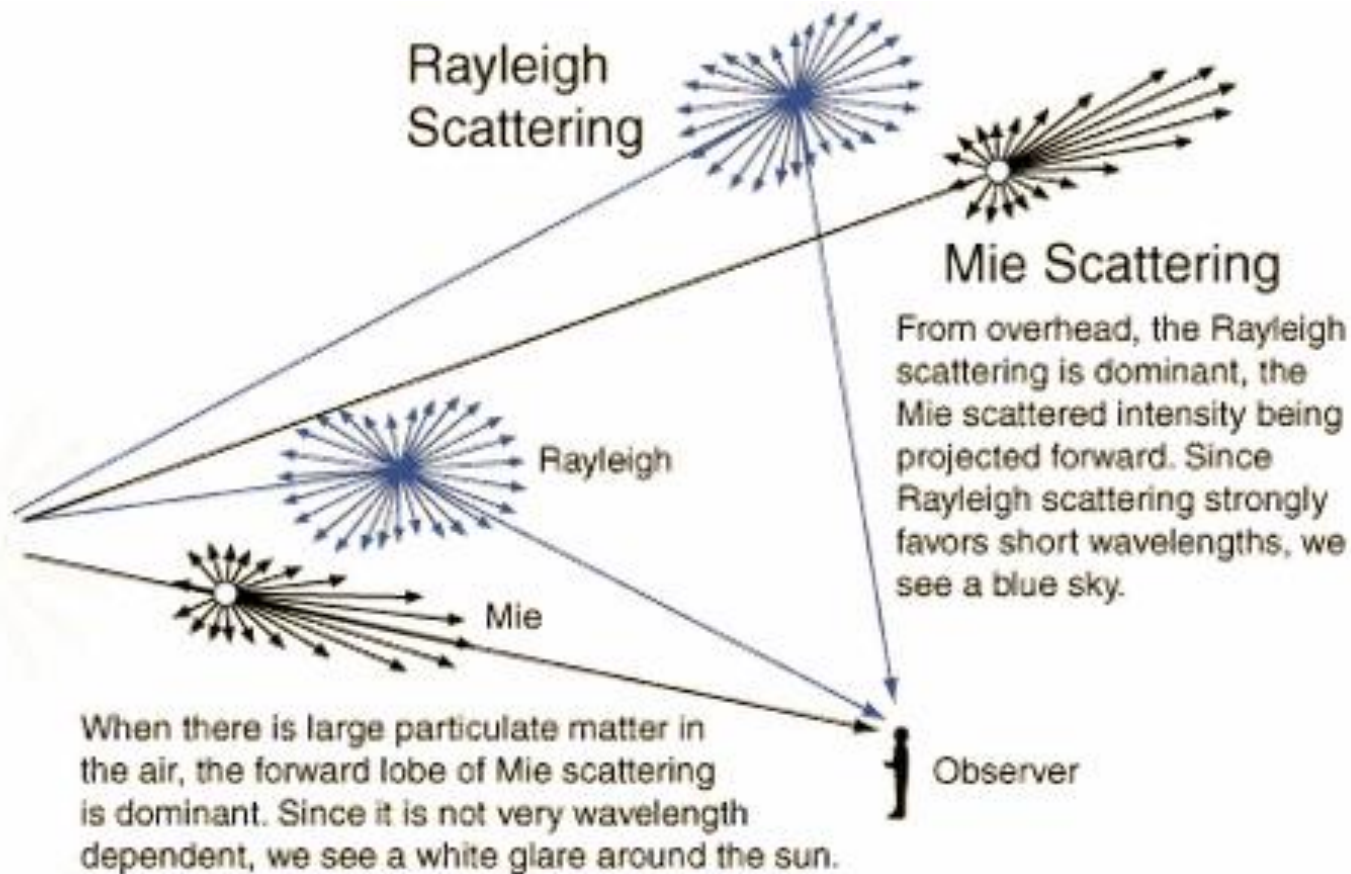 Rayleigh
Scattering
Mie Scattering
From overhead, the Rayleigh
scattering is dominant, the
Mie scattered intensity being
projected forward. Since
Rayleigh scattering strongly
favors short wavelengths, we
see a blue sky.
Rayleigh
Mie
When there is large particulate matter in
the air, the forward lobe of Mie scattering
is dominant. Since it is not very wavelength
dependent, we see a white glare around the sun.
Observer